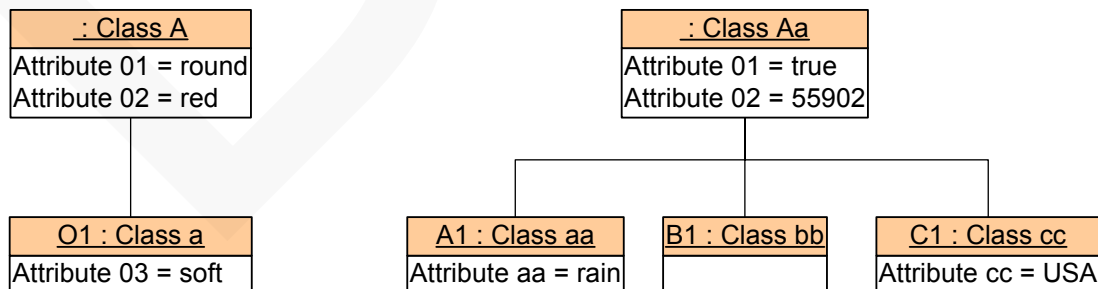 : Class A
Attribute 01 = round
Attribute 02 = red
: Class Aa
Attribute 01 = true
Attribute 02 = 55902
O1 : Class a
Attribute 03 = soft
A1 : Class aa
Attribute aa = rain
B1 : Class bb
C1 : Class cc
Attribute cc = USA